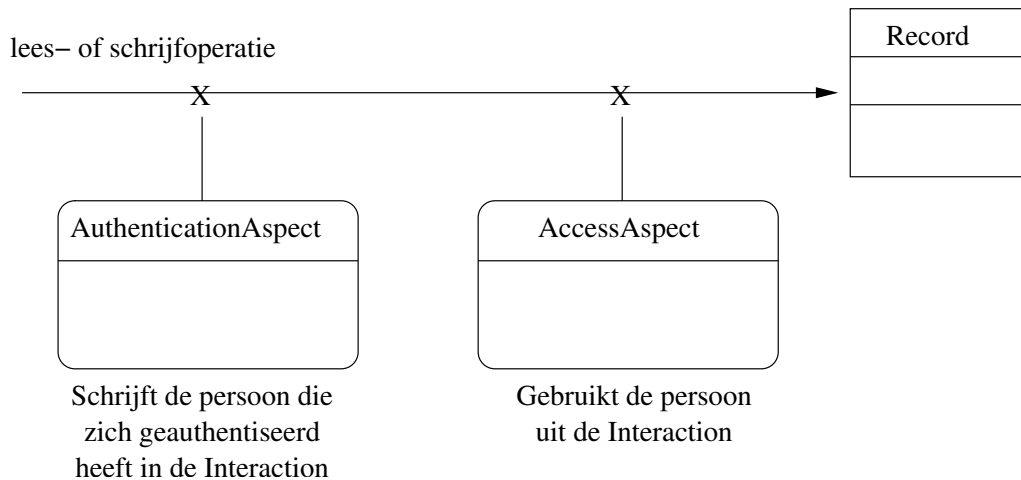 lees– of schrijfoperatie
Record
X
X
AuthenticationAspect
AccessAspect
Schrijft de persoon die
zich geauthentiseerd
heeft in de Interaction
Gebruikt de persoon
uit de Interaction